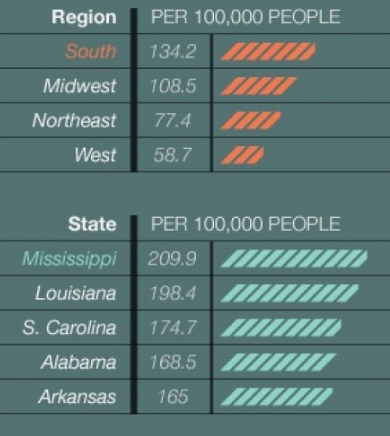 Region PER 100,000 PEOPLE
South 134.2
Midwest 108.5
Northeast 77.4
West 58.7
State PER 100,000 PEOPLE
Mississippi 209.9
Louisiana 198.4
S. Carolina 174.7
Alabama 168.5
Arkansas 165